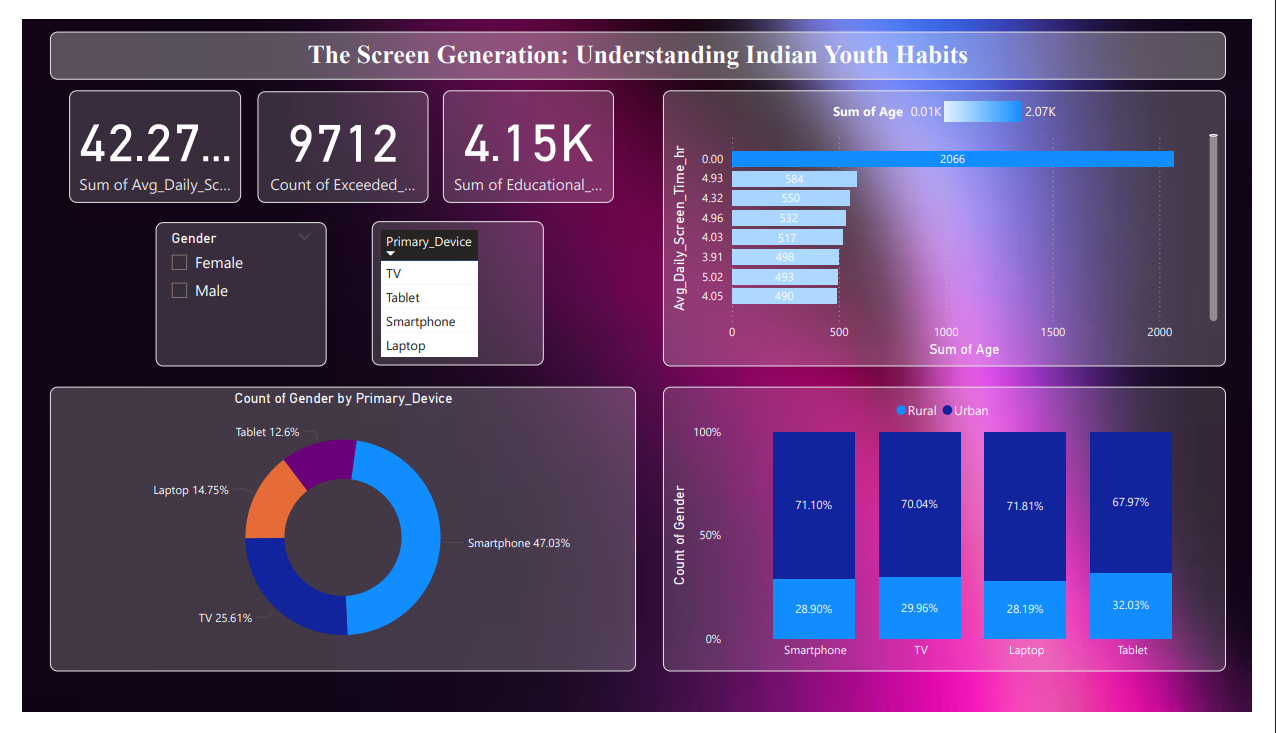 The Screen Generation: Understanding Indian Youth Habits
42.27...
Sum of Avg_Daily_Sc...
9712
Count of Exceeded_...
4.15K
Sum of Educational_...
Gender
Female
Male
Primary_Device
TV
Tablet
Smartphone
Laptop
Sum of Age 0.01K 2.07K
Avg_Daily_Screen_Time_hr
0.00 2066
4.93 584
4.32 550
4.96 532
4.03 517
3.91 498
5.02 493
4.05 490
0 500 1000 1500 2000
Sum of Age
Count of Gender by Primary_Device
Tablet 12.6%
Laptop 14.75%
Smartphone 47.03%
TV 25.61%
Rural Urban
Count of Gender
100%
50%
0%
71.10% 70.04% 71.81% 67.97%
28.90% 29.96% 28.19% 32.03%
Smartphone TV Laptop Tablet